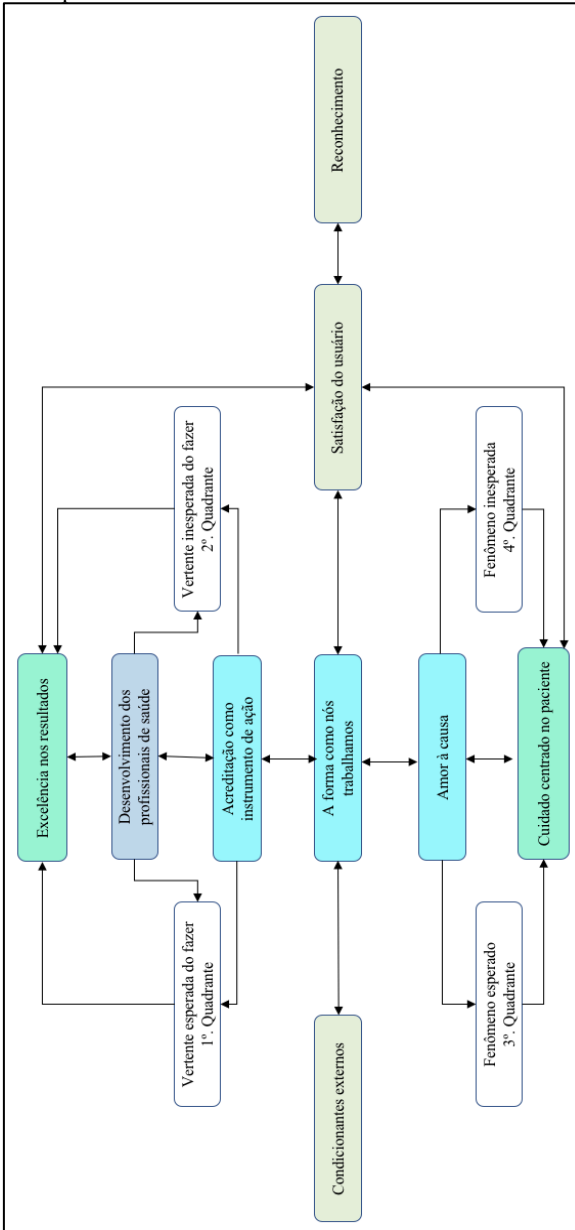 Excelência nos resultados
Desenvolvimento dos
profissionais de saúde
Vertente esperada do fazer
1º. Quadrante
Vertente inesperada do fazer
2º. Quadrante
Acreditação como
instrumento de ação
Condicionantes externos
A forma como nós
trabalhamos
Satisfação do usuário
Reconhecimento
Amor à causa
Fenômeno esperado
3º. Quadrante
Fenômeno inesperada
4º. Quadrante
Cuidado centrado no paciente